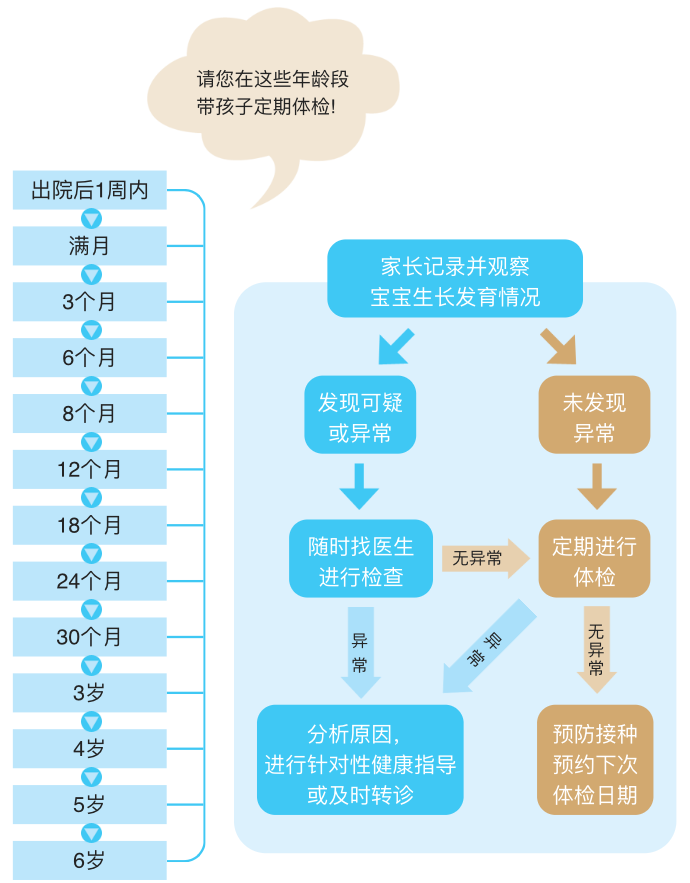 请您在这些年龄段
带孩子定期体检!
出院后1周内
满月
3个月
6个月
8个月
12个月
18个月
24个月
30个月
3岁
4岁
5岁
6岁
家长记录并观察
宝宝生长发育情况
发现可疑
或异常
未发现
异常
随时找医生
进行检查
无异常
定期进行
体检
异常
异常
无异常
分析原因,
进行针对性健康指导
或及时转诊
预防接种
预约下次
体检日期